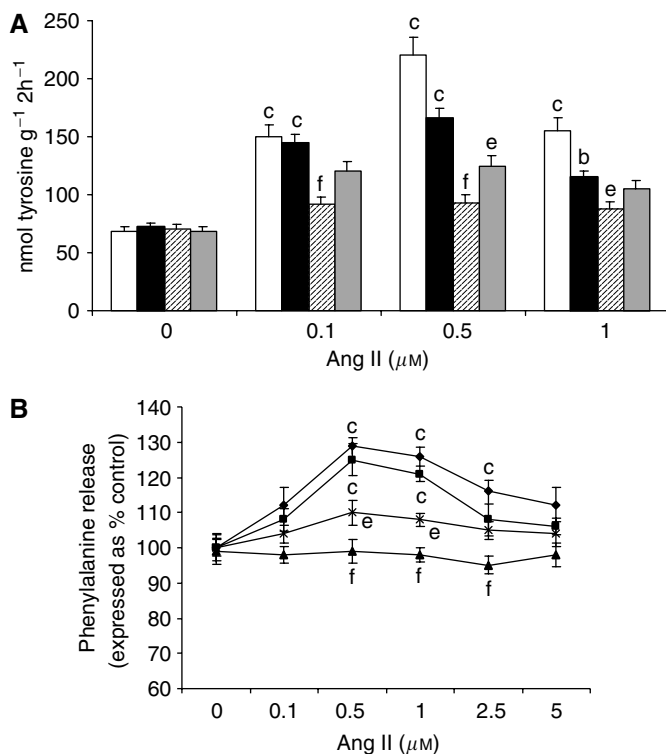 A
nmol tyrosine g⁻¹ 2h⁻¹
250
200
150
100
50
0
c
c
f
c
c
f
e
c
b
e
0
0.1
0.5
1
Ang II (μM)
B
Phenylalanine release
(expressed as % control)
140
130
120
110
100
90
80
70
60
c
c
c
c
c
e
e
f
f
f
0
0.1
0.5
1
2.5
5
Ang II (μM)